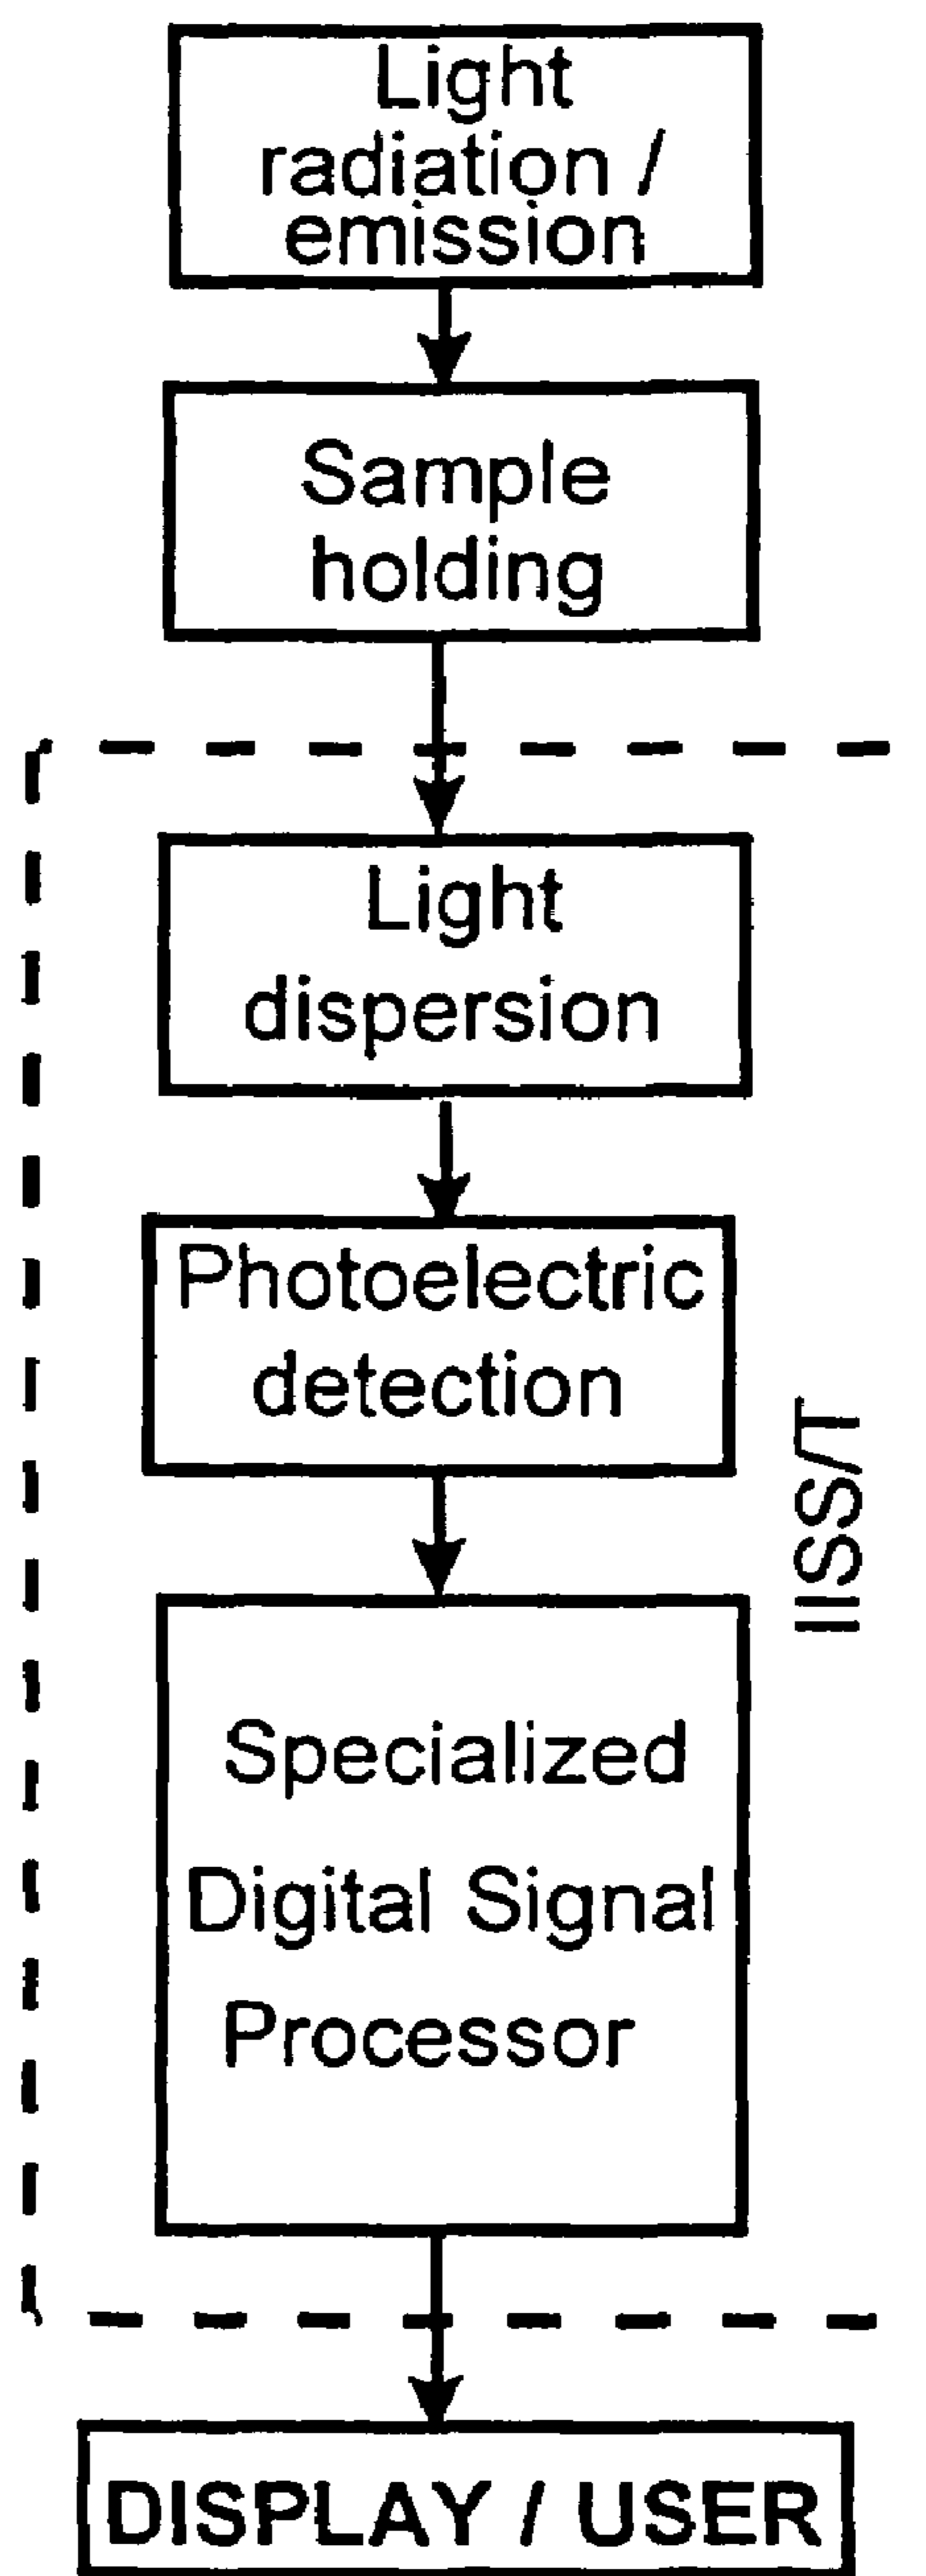 Light
radiation /
emission
Sample
holding
Light
dispersion
Photoelectric
detection
IISS/T
Specialized
Digital Signal
Processor
DISPLAY / USER